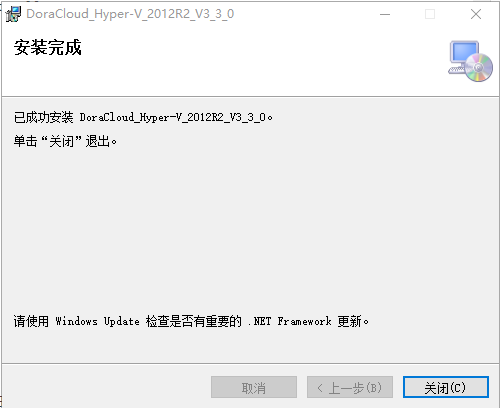 DoraCloud_Hyper-V_2012R2_V3_3_0
安装完成
已成功安装 DoraCloud_Hyper-V_2012R2_V3_3_0。
单击“关闭”退出。
请使用 Windows Update 检查是否有重要的 .NET Framework 更新。
取消
< 上一步(B)
关闭(C)